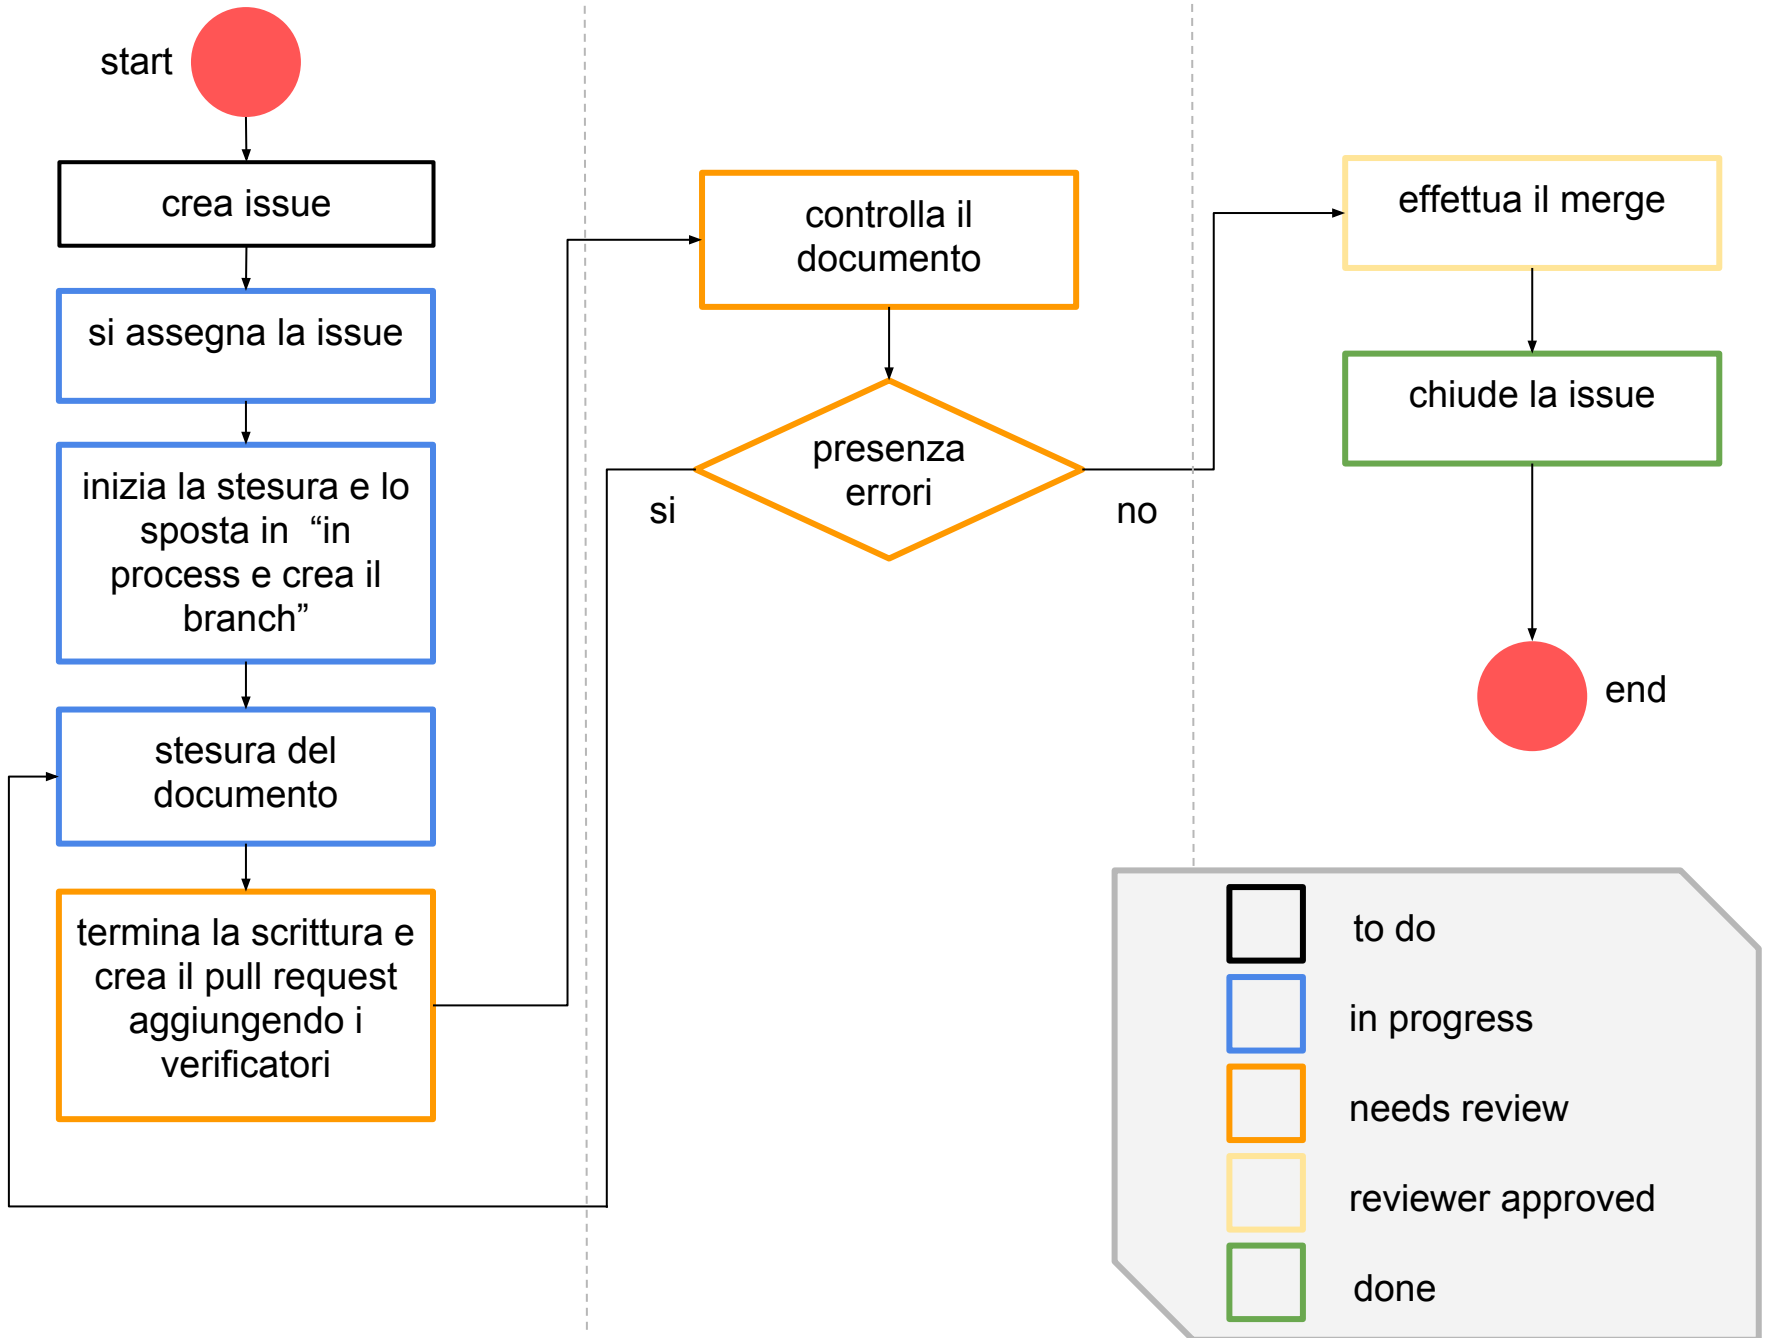 start
crea issue
si assegna la issue
inizia la stesura e lo
sposta in  “in
process e crea il
branch”
stesura del
documento
termina la scrittura e
crea il pull request
aggiungendo i
verificatori
controlla il
documento
presenza
errori
si
no
effettua il merge
chiude la issue
end
to do
in progress
needs review
reviewer approved
done